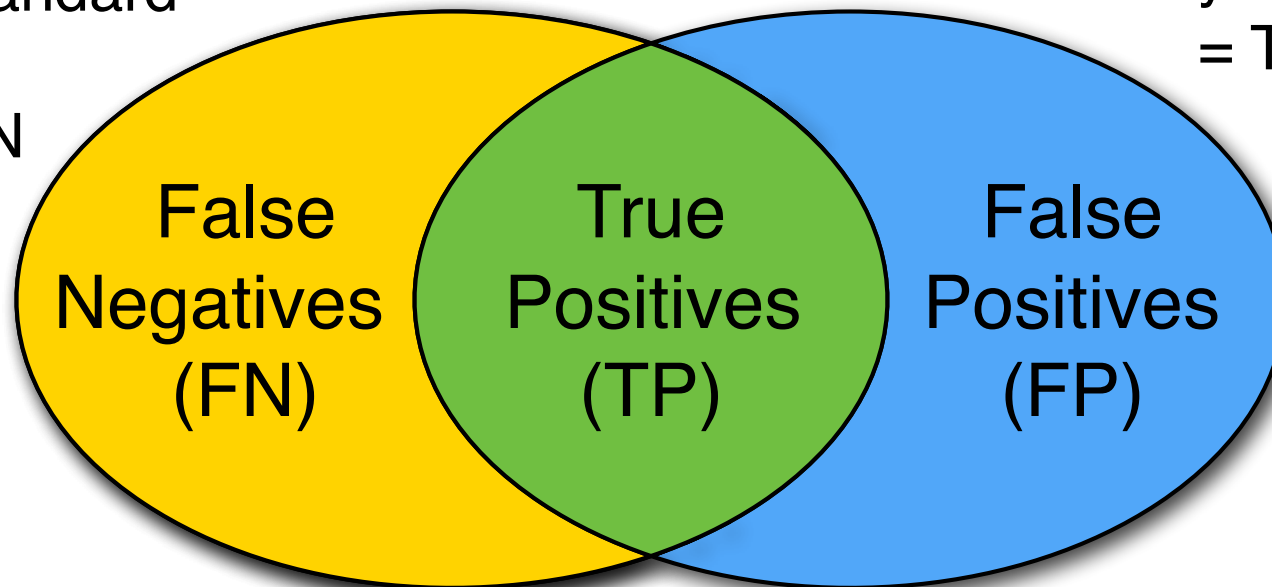 = T
N
False
Negatives
(FN)
True
Positives
(TP)
False
Positives
(FP)